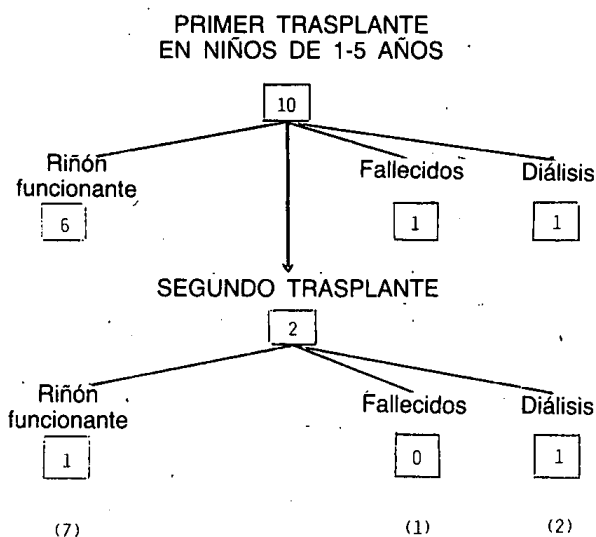 PRIMER TRASPLANTE
EN NIÑOS DE 1-5 AÑOS
10
Riñón
funcionante
6
Fallecidos
1
Diálisis
1
SEGUNDO TRASPLANTE
2
Riñón
funcionante
1
Fallecidos
0
Diálisis
1
(7)
(1)
(2)